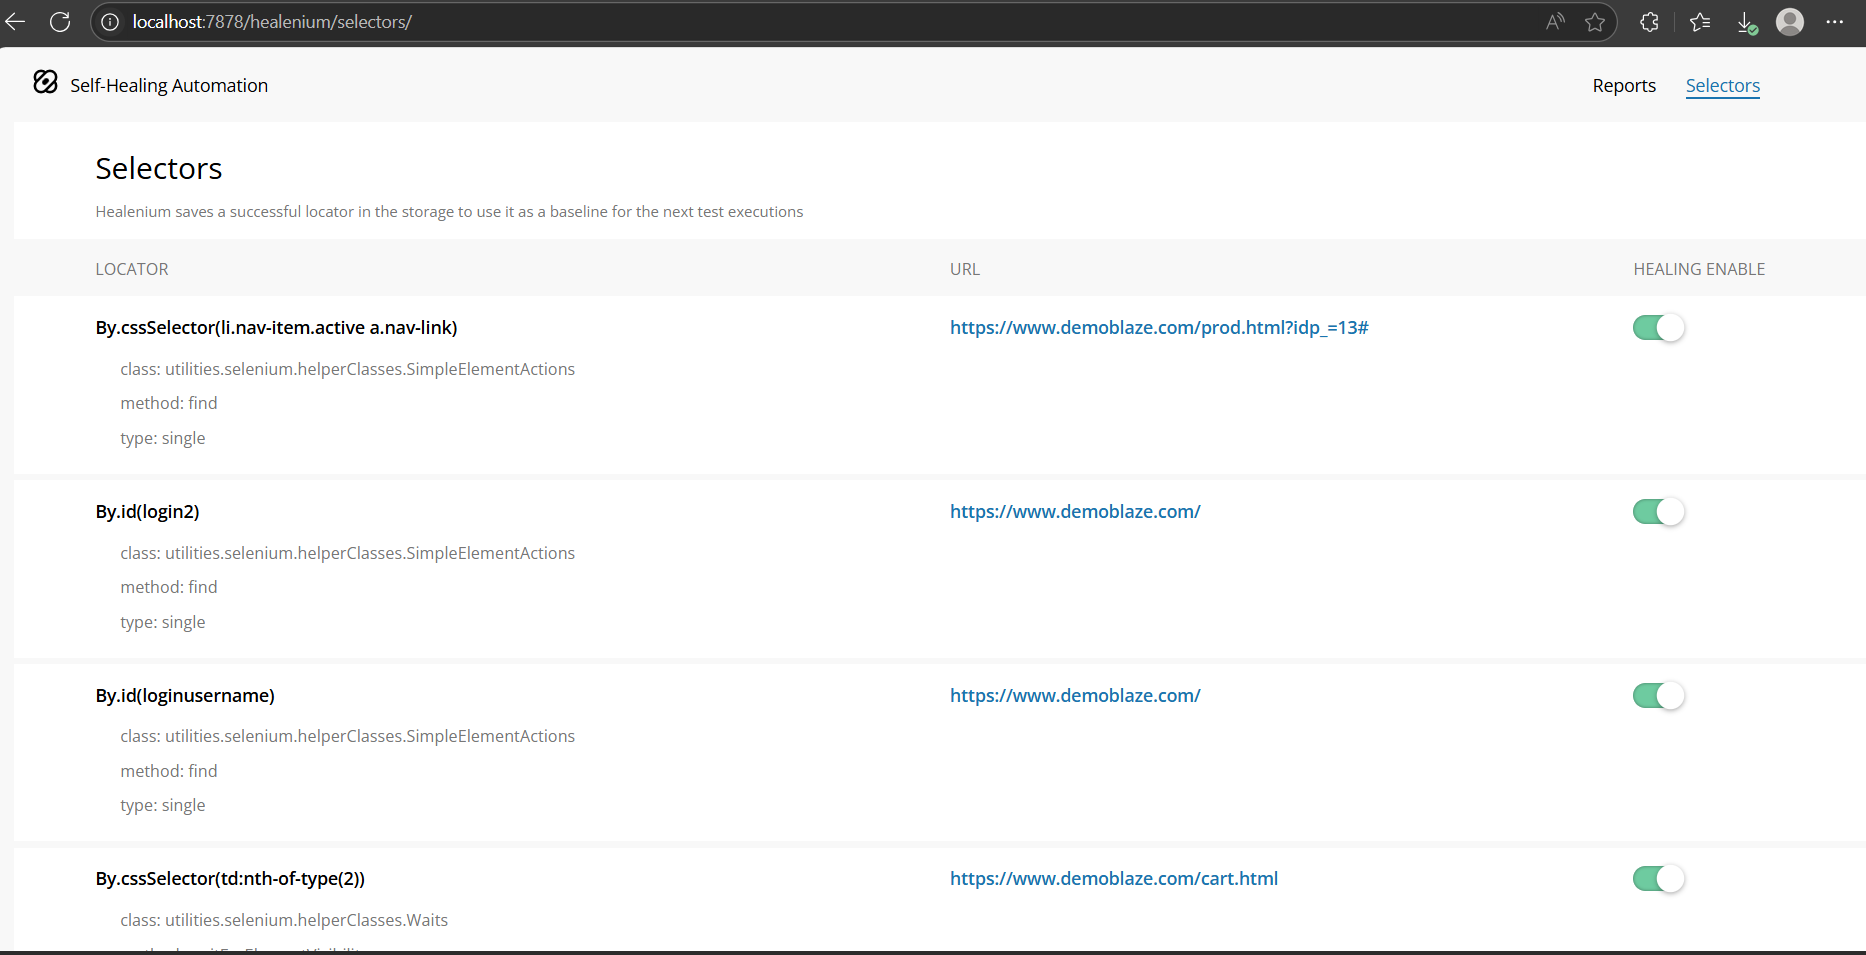 localhost:7878/healenium/selectors/
Self-Healing Automation
Reports
Selectors
Selectors
Healenium saves a successful locator in the storage to use it as a baseline for the next test executions
LOCATOR URL HEALING ENABLE
By.cssSelector(li.nav-item.active a.nav-link) https://www.demoblaze.com/prod.html?idp_=13#
class: utilities.selenium.helperClasses.SimpleElementActions
method: find
type: single
By.id(login2) https://www.demoblaze.com/
class: utilities.selenium.helperClasses.SimpleElementActions
method: find
type: single
By.id(loginusername) https://www.demoblaze.com/
class: utilities.selenium.helperClasses.SimpleElementActions
method: find
type: single
By.cssSelector(td:nth-of-type(2)) https://www.demoblaze.com/cart.html
class: utilities.selenium.helperClasses.Waits